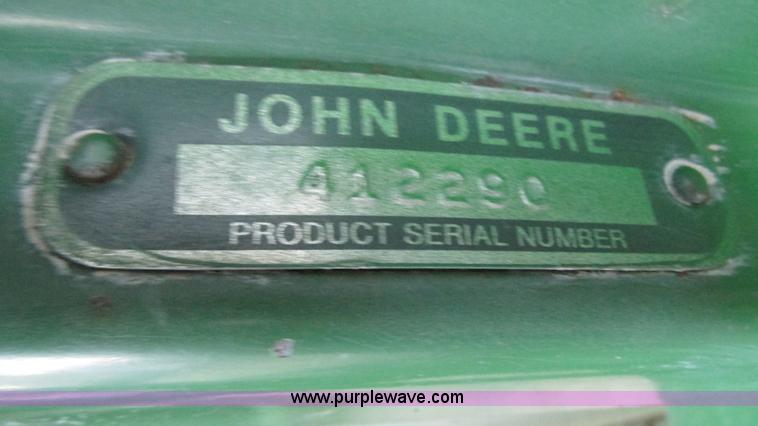 JOHN DEERE
412290
PRODUCT SERIAL NUMBER
www.purplewave.com